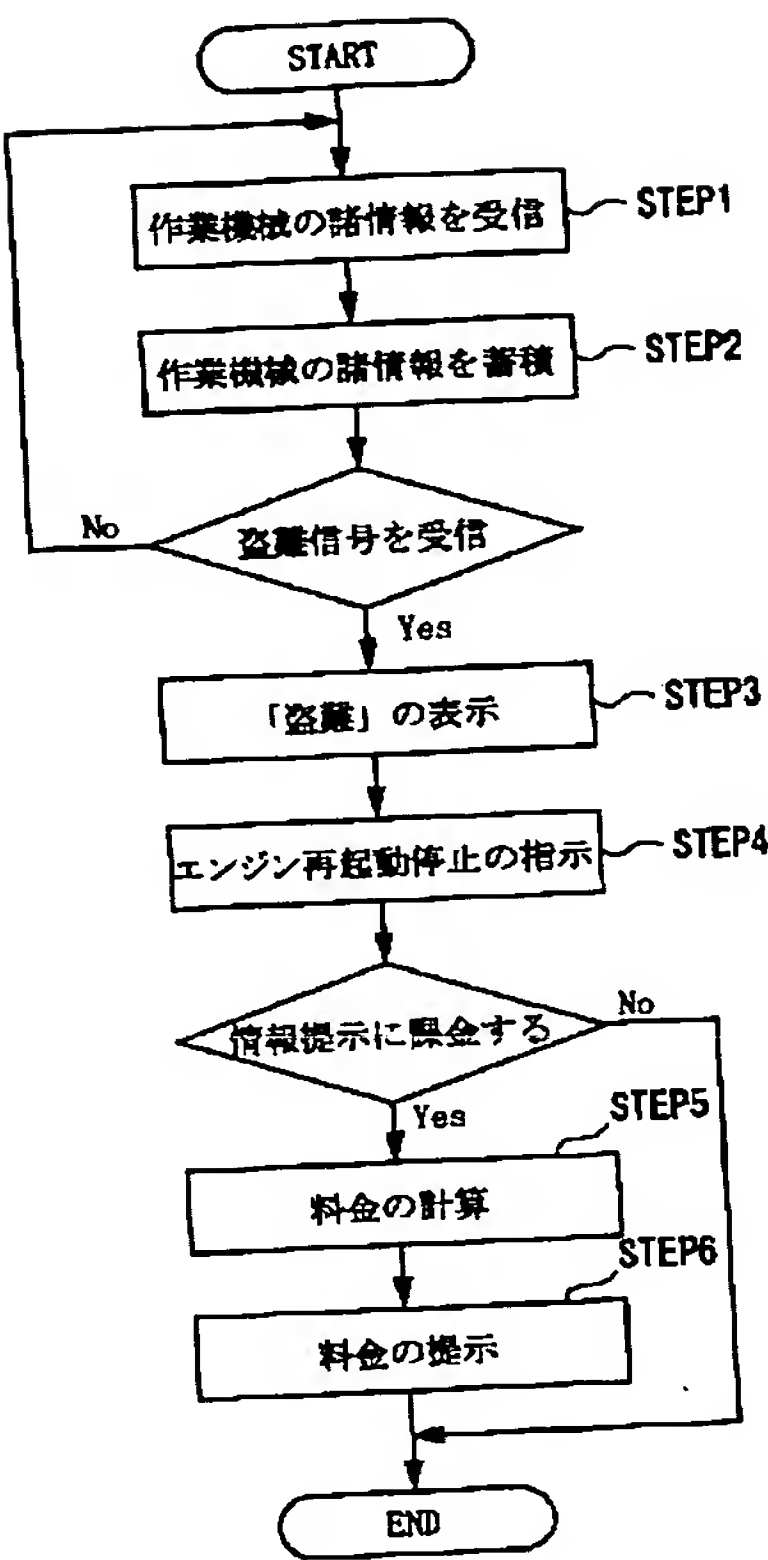 START
作業機械の諸情報を受信
STEP1
作業機械の諸情報を蓄積
STEP2
盗難信号を受信
No
Yes
「盗難」の表示
STEP3
エンジン再起動停止の指示
STEP4
情報提示に課金する
No
Yes
STEP5
料金の計算
STEP6
料金の提示
END